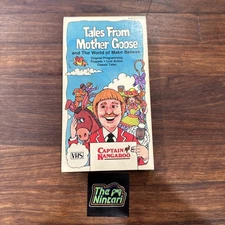 Tales From
Mother Goose
and The World of Make Believe
Original Programming
Puppets • Live Action
Classic Tales
VHS
CAPTAIN
KANGAROO
The
Nintari